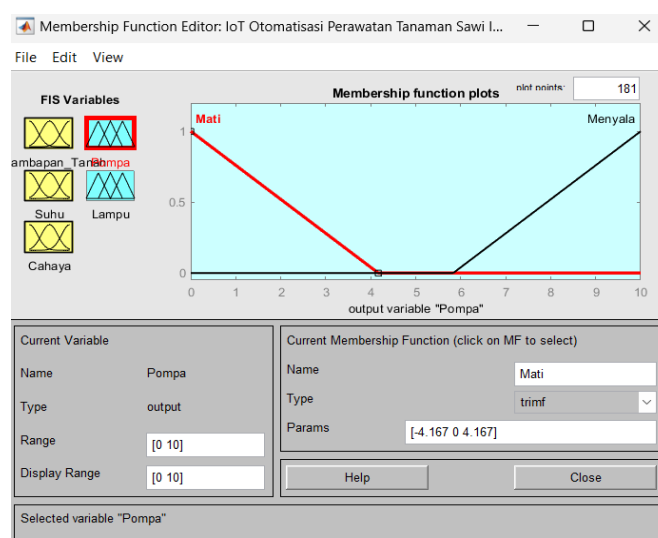 Membership Function Editor: IoT Otomatisasi Perawatan Tanaman Sawi I...
File Edit View
FIS Variables
Membership function plots
plot points:
181
Mati
Menyala
1
0.5
0
0 1 2 3 4 5 6 7 8 9 10
output variable "Pompa"
Pompa
Suhu
Lampu
Cahaya
Current Variable
Name
Pompa
Type
output
Range
[0 10]
Display Range
[0 10]
Current Membership Function (click on MF to select)
Name
Mati
Type
trimf
Params
[-4.167 0 4.167]
Help
Close
Selected variable "Pompa"